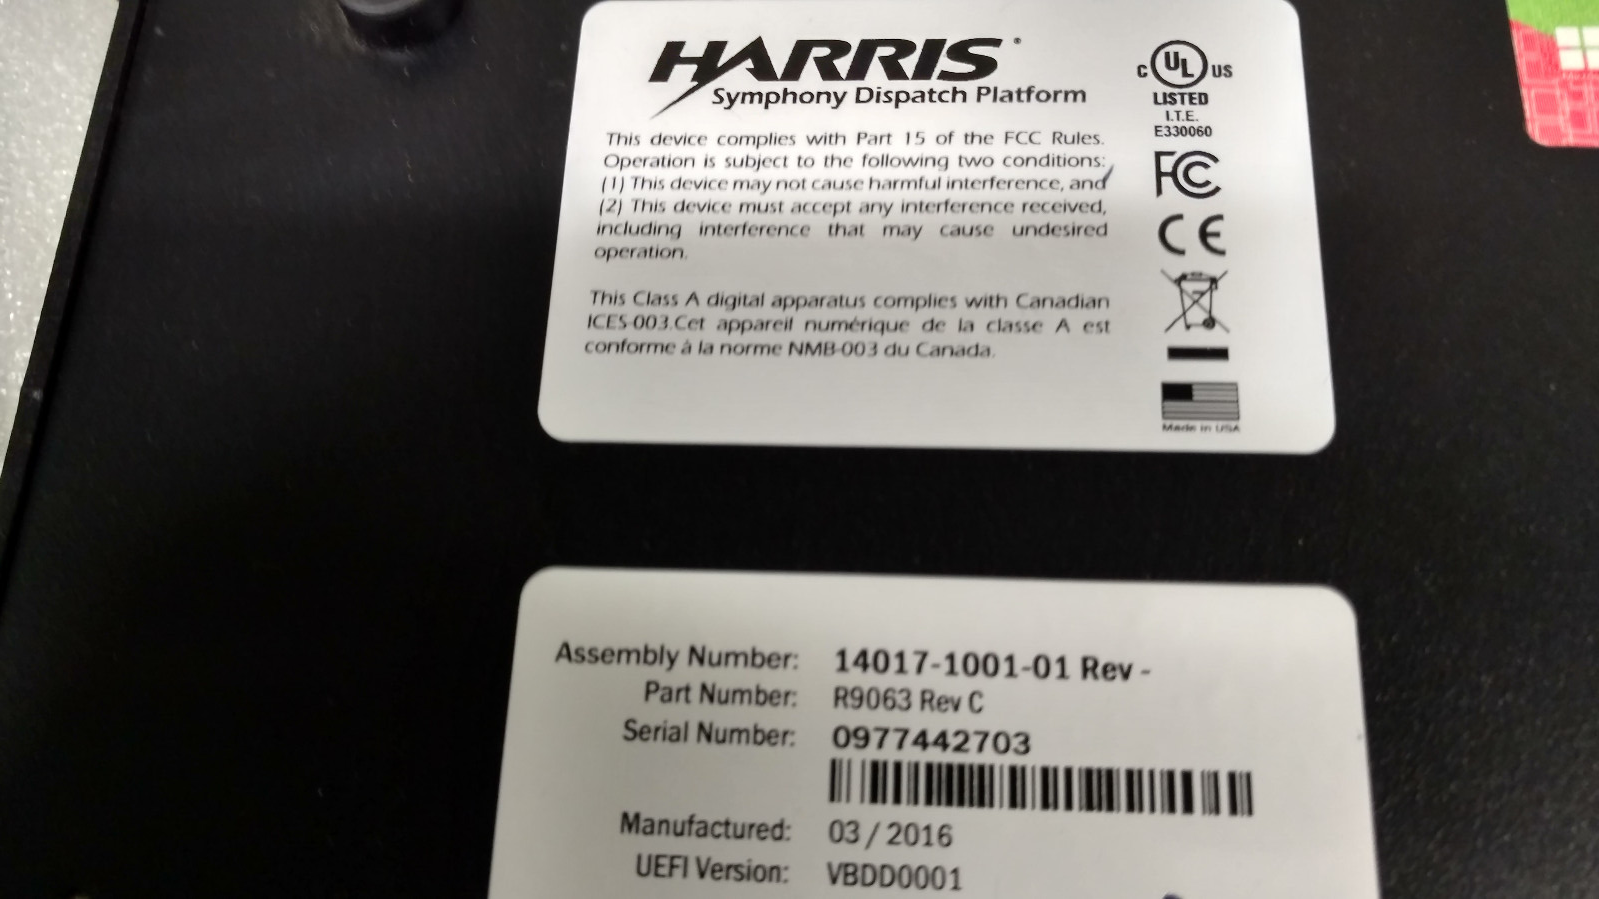 HARRIS®
Symphony Dispatch Platform
This device complies with Part 15 of the FCC Rules.
Operation is subject to the following two conditions:
(1) This device may not cause harmful interference, and
(2) This device must accept any interference received,
including interference that may cause undesired
operation.
This Class A digital apparatus complies with Canadian
ICES-003.Cet appareil numérique de la classe A est
conforme à la norme NMB-003 du Canada.
C UL US
LISTED
I.T.E.
E330060
FC
CE
Made in USA
Assembly Number: 14017-1001-01 Rev -
Part Number: R9063 Rev C
Serial Number: 0977442703
Manufactured: 03 / 2016
UEFI Version: VBDD0001